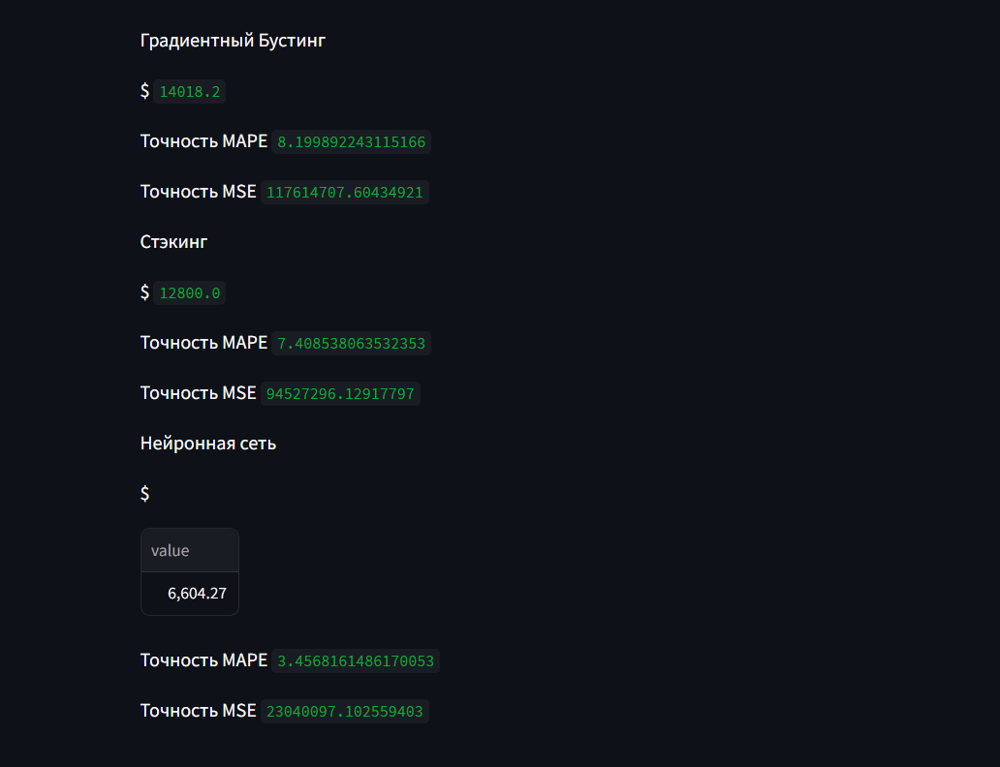 Градиентный Бустинг
$ 14018.2
Точность MAPE 8.199892243115166
Точность MSE 117614707.60434921
Стэкинг
$ 12800.0
Точность MAPE 7.408538063532353
Точность MSE 94527296.12917797
Нейронная сеть
$
value
6,604.27
Точность MAPE 3.4568161486170053
Точность MSE 23040097.102559403